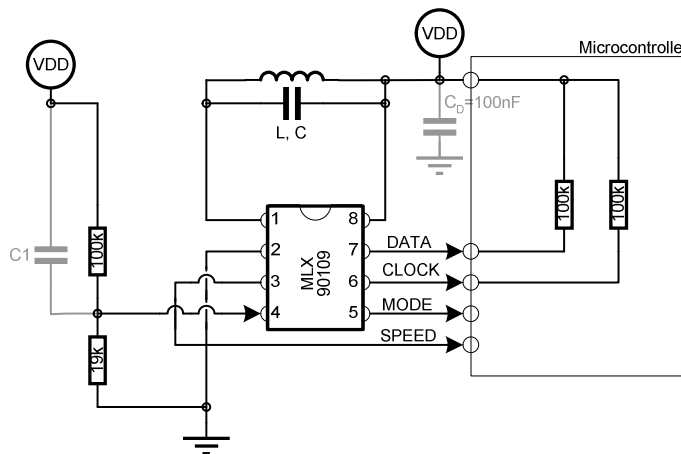 VDD
VDD
Microcontrolle
C_D=100nF
L, C
100k
100k
C1
100k
1
2
3
4
MLX
90109
8
7
6
5
DATA
CLOCK
MODE
SPEED
19k